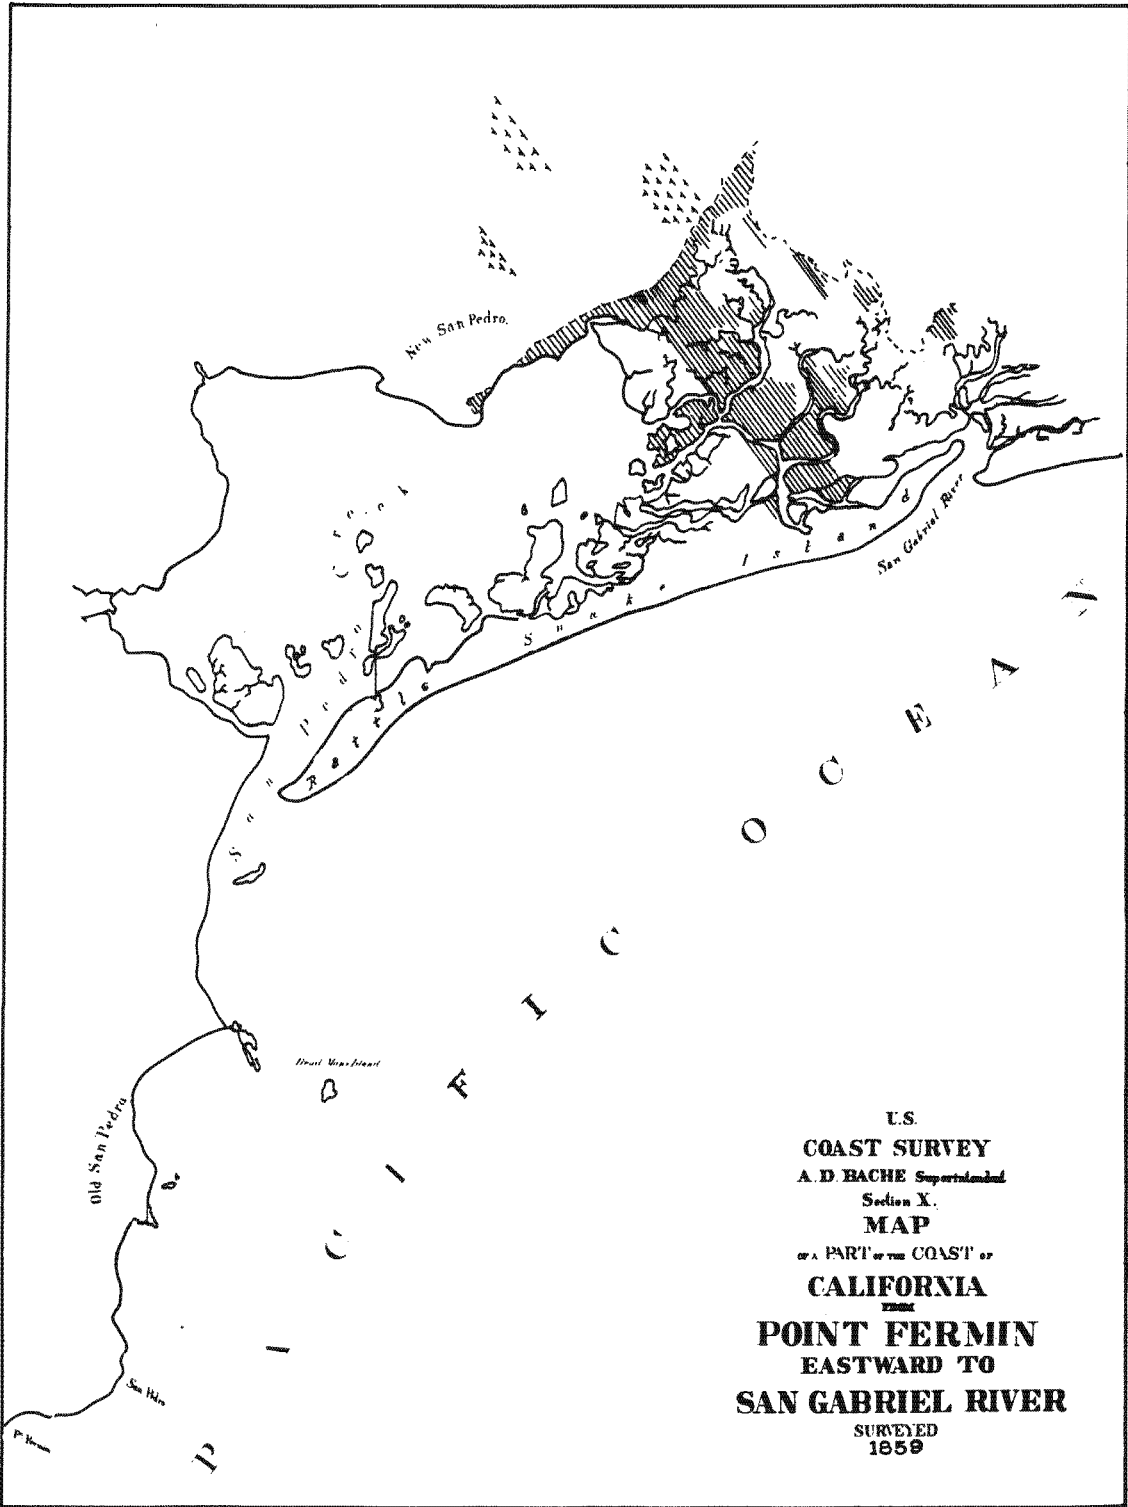 New San Pedro.
San Pedro Creek
Rattle Snake Island
San Gabriel River
PACIFIC OCEAN
Old San Pedro
San Pedro
U.S.
COAST SURVEY
A. D. BACHE Superintendent
Section X.
MAP
OF A PART OF THE COAST OF
CALIFORNIA
FROM
POINT FERMIN
EASTWARD TO
SAN GABRIEL RIVER
SURVEYED
1859